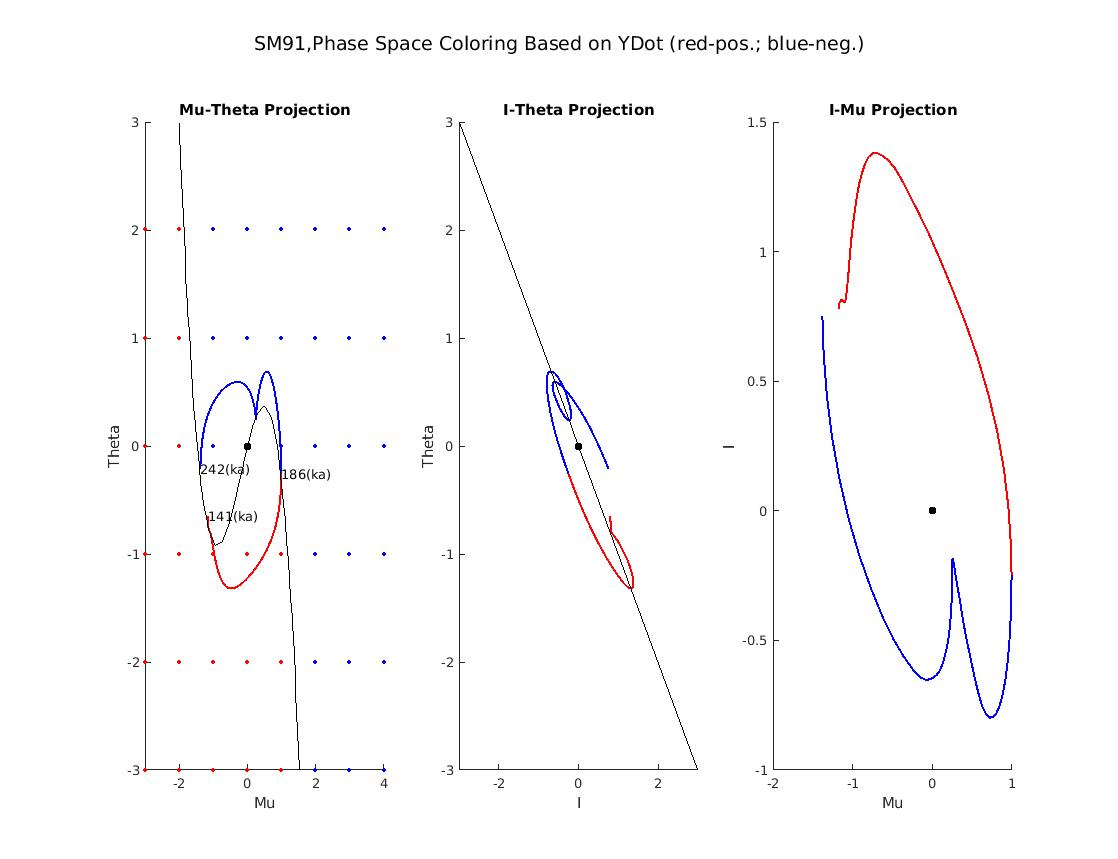 SM91,Phase Space Coloring Based on YDot (red-pos.; blue-neg.)
Mu-Theta Projection
3
2
1
0
-1
-2
-3
Theta
242(ka)
186(ka)
141(ka)
-2
0
2
4
Mu
I-Theta Projection
3
2
1
0
-1
-2
-3
Theta
-2
0
2
I
I-Mu Projection
1.5
1
0.5
0
-0.5
-1
I
-2
-1
0
1
Mu